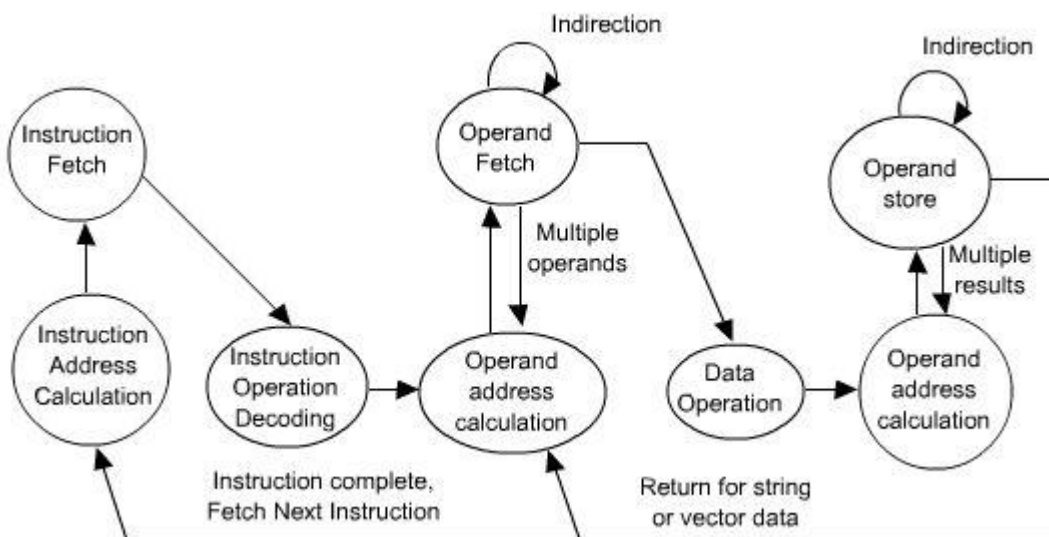 Indirection
Indirection
Instruction
Fetch
Operand
Fetch
Operand
store
Multiple
operands
Multiple
results
Instruction
Address
Calculation
Instruction
Operation
Decoding
Operand
address
calculation
Data
Operation
Operand
address
calculation
Instruction complete,
Fetch Next Instruction
Return for string
or vector data